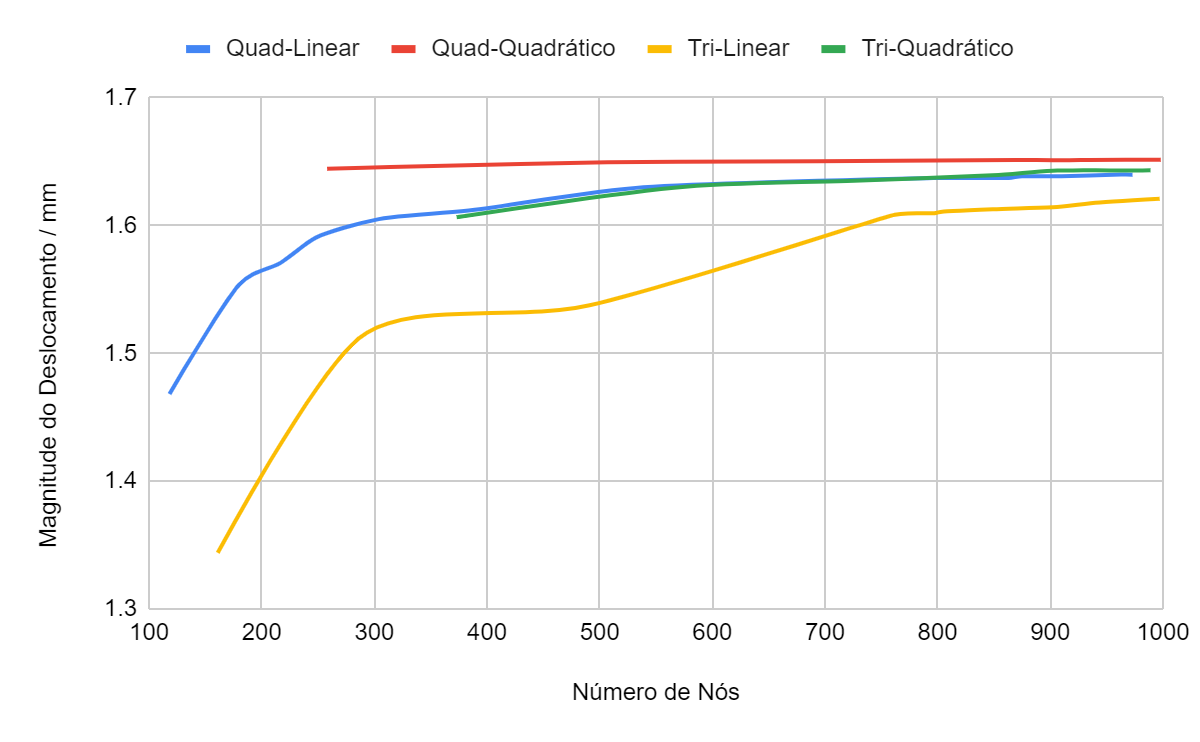 Quad-Linear Quad-Quadrático Tri-Linear Tri-Quadrático
1.7
1.6
1.5
1.4
1.3
Magnitude do Deslocamento / mm
100 200 300 400 500 600 700 800 900 1000
Número de Nós